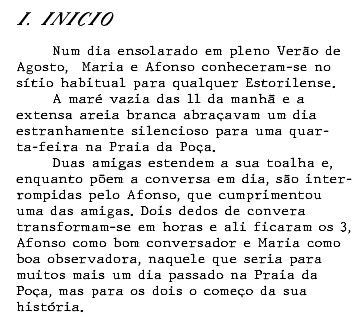 I. INICIO
Num dia ensolarado em pleno Verão de
Agosto, Maria e Afonso conheceram-se no
sítio habitual para qualquer Estorilense.
A maré vazia das 11 da manhã e a
extensa areia branca abraçavam um dia
estranhamente silencioso para uma quar-
ta-feira na Praia da Poça.
Duas amigas estendem a sua toalha e,
enquanto põem a conversa em dia, são inter-
rompidas pelo Afonso, que cumprimentou
uma das amigas. Dois dedos de convera
transformam-se em horas e ali ficaram os 3,
Afonso como bom conversador e Maria como
boa observadora, naquele que seria para
muitos mais um dia passado na Praia da
Poça, mas para os dois o começo da sua
história.